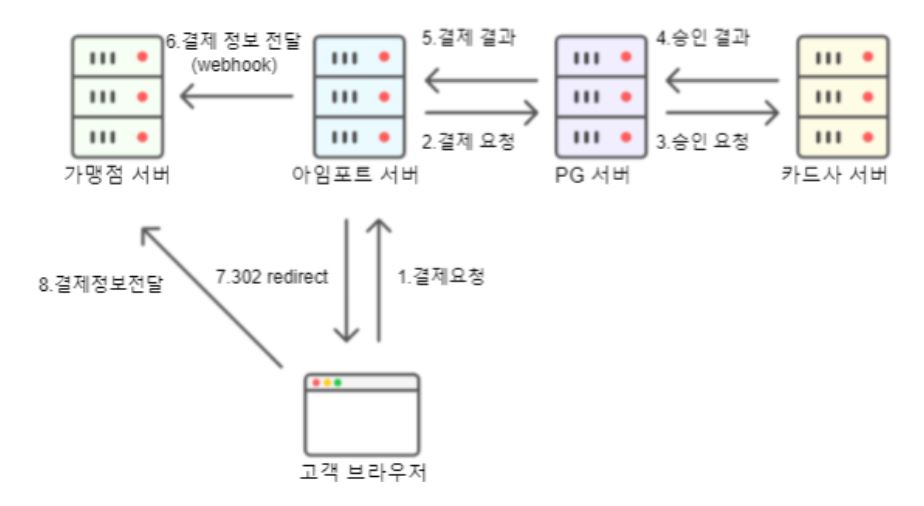 6.결제 정보 전달
(webhook)
5.결제 결과
4.승인 결과
2.결제 요청
3.승인 요청
가맹점 서버
아임포트 서버
PG 서버
카드사 서버
8.결제정보전달
7.302 redirect
1.결제요청
고객 브라우저